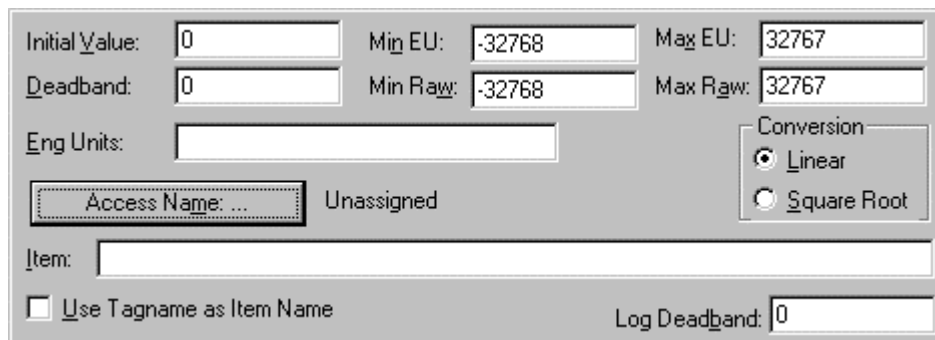 Initial Value: 0 Min EU: -32768 Max EU: 32767
Deadband: 0 Min Raw: -32768 Max Raw: 32767
Eng Units:
Conversion
Linear
Access Name: ... Unassigned
Square Root
Item:
Use Tagname as Item Name
Log Deadband: 0